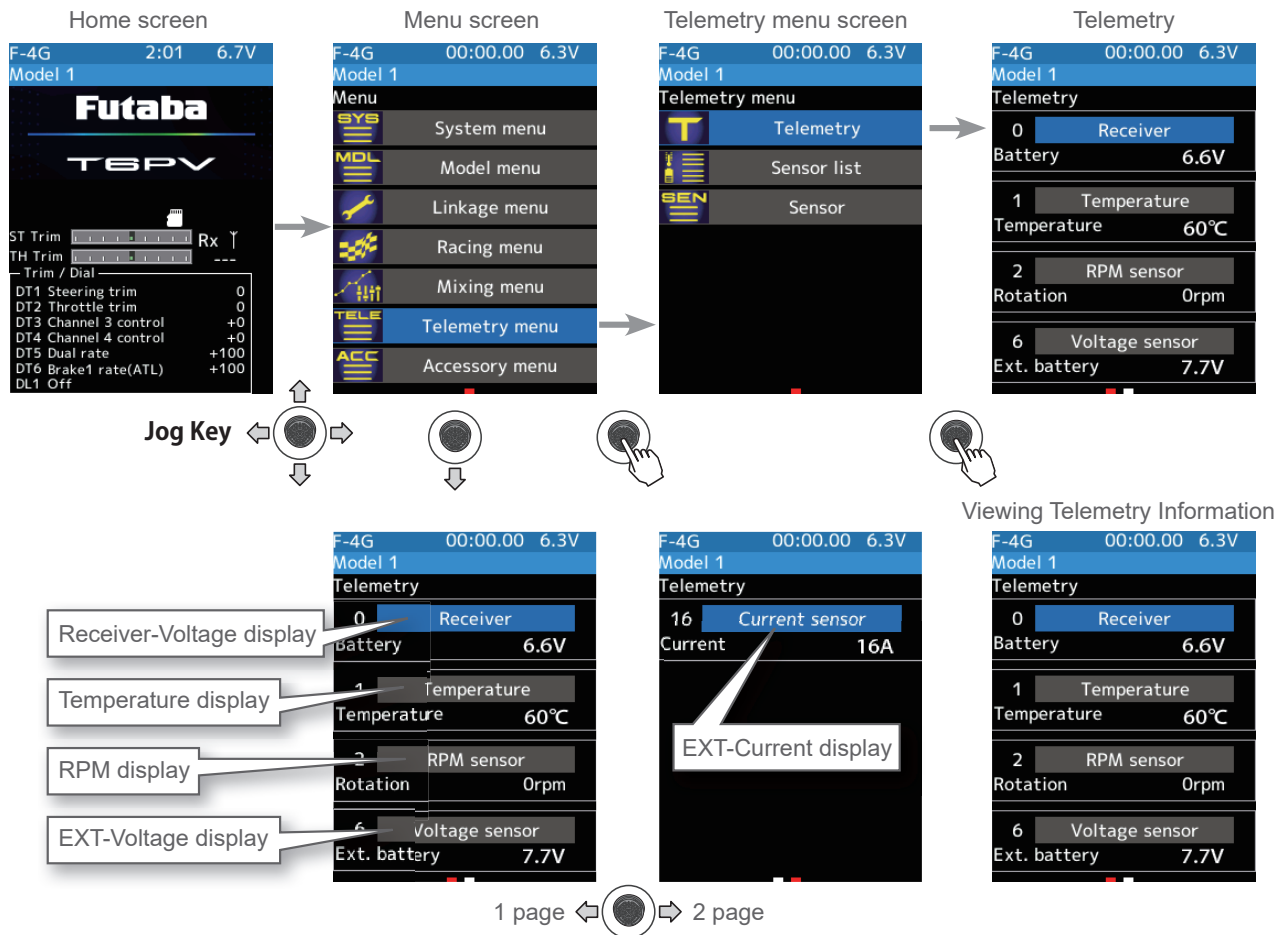 Home screen
Menu screen
Telemetry menu screen
Telemetry
F-4G 2:01 6.7V
Model 1
Futaba
T6PV
ST Trim
Rx
TH Trim
---
Trim / Dial
DT1 Steering trim 0
DT2 Throttle trim 0
DT3 Channel 3 control +0
DT4 Channel 4 control +0
DT5 Dual rate +100
DT6 Brake1 rate(ATL) +100
DL1 Off
F-4G 00:00.00 6.3V
Model 1
Menu
SYS System menu
MDL Model menu
Linkage menu
Racing menu
Mixing menu
TELE Telemetry menu
ACC Accessory menu
F-4G 00:00.00 6.3V
Model 1
Telemetry menu
T Telemetry
Sensor list
SEN Sensor
F-4G 00:00.00 6.3V
Model 1
Telemetry
0 Receiver
Battery 6.6V
1 Temperature
Temperature 60℃
2 RPM sensor
Rotation 0rpm
6 Voltage sensor
Ext. battery 7.7V
Jog Key
Viewing Telemetry Information
Receiver-Voltage display
Temperature display
RPM display
EXT-Voltage display
F-4G 00:00.00 6.3V
Model 1
Telemetry
0 Receiver
Battery 6.6V
1 Temperature
Temperature 60℃
2 RPM sensor
Rotation 0rpm
6 Voltage sensor
Ext. battery 7.7V
F-4G 00:00.00 6.3V
Model 1
Telemetry
16 Current sensor
Current 16A
EXT-Current display
F-4G 00:00.00 6.3V
Model 1
Telemetry
0 Receiver
Battery 6.6V
1 Temperature
Temperature 60℃
2 RPM sensor
Rotation 0rpm
6 Voltage sensor
Ext. battery 7.7V
1 page
2 page